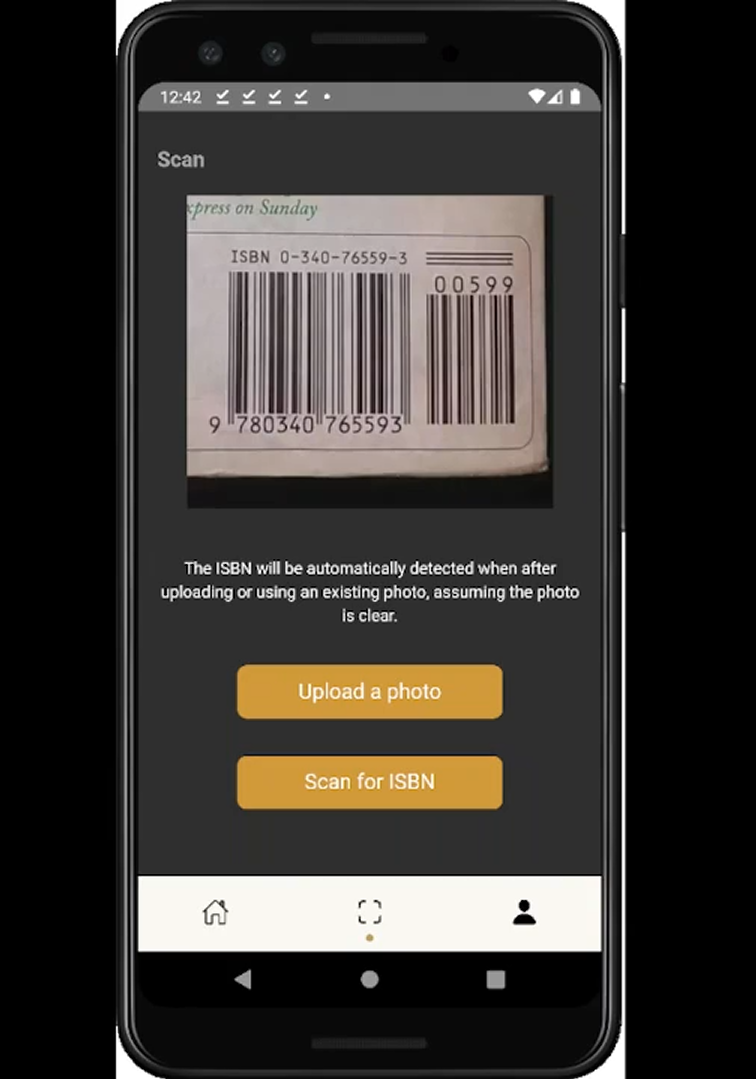 12:42
Scan
xpress on Sunday
ISBN 0-340-76559-3
00599
9 780340 765593
The ISBN will be automatically detected when after
uploading or using an existing photo, assuming the photo
is clear.
Upload a photo
Scan for ISBN